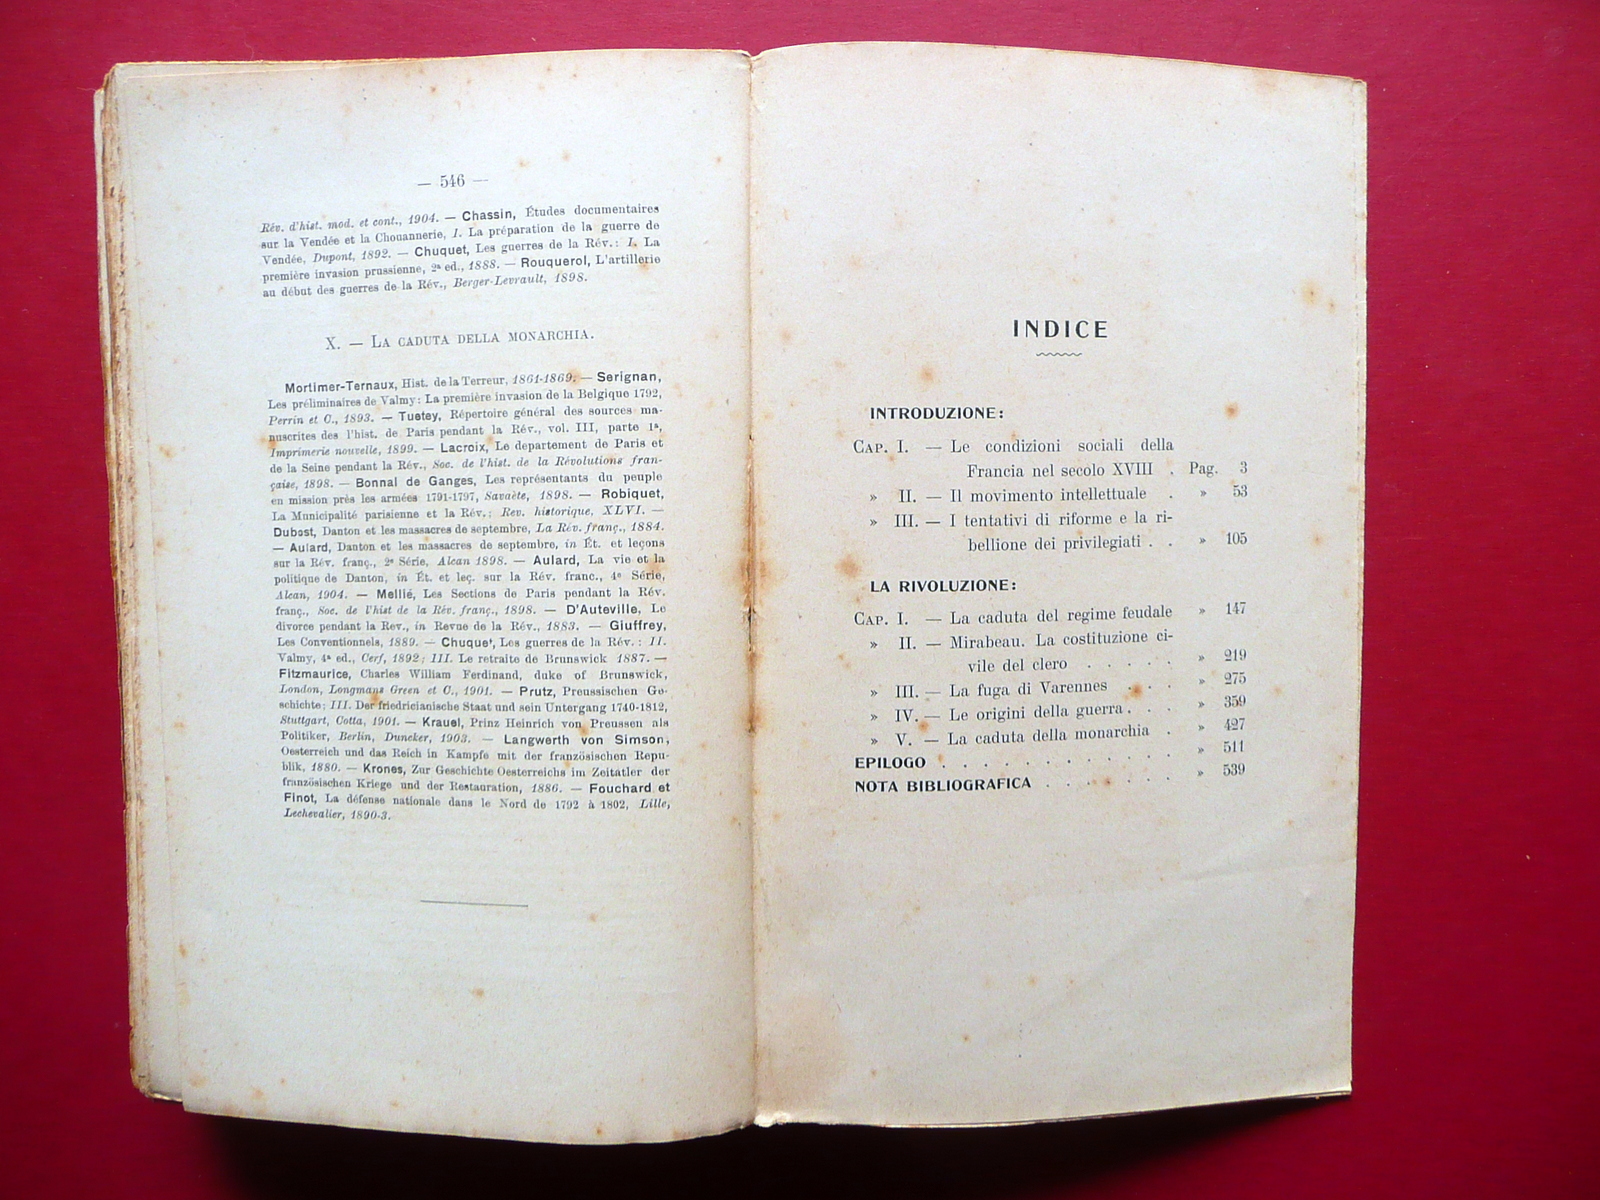 — 546 —
Rév. d'hist. mod. et cont., 1904. — Chassin, Études documentaires
sur la Vendée et la Chouannerie, I. La préparation de la guerre de
Vendée, Dupont, 1892. — Chuquet, Les guerres de la Rév.: I. La
première invasion prussienne, 2ª ed., 1888. — Rouquerol, L'artillerie
au début des guerres de la Rév., Berger-Levrault, 1898.
X. — La caduta della monarchia.
Mortimer-Ternaux, Hist. de la Terreur, 1861-1869. — Serignan,
Les préliminaires de Valmy: La première invasion de la Belgique 1792,
Perrin et C., 1893. — Tuetey, Répertoire général des sources ma-
nuscrites des l'hist. de Paris pendant la Rév., vol. III, parte 1ª,
Imprimerie nouvelle, 1899. — Lacroix, Le departement de Paris et
de la Seine pendant la Rév., Soc. de l'hist. de la Révolutions fran-
çaise, 1898. — Bonnal de Ganges, Les représentants du peuple
en mission près les armées 1791-1797, Savaète, 1898. — Robiquet,
La Municipalité parisienne et la Rév.; Rev. historique, XLVI. —
Dubost, Danton et les massacres de septembre, La Rév. franç., 1884.
— Aulard, Danton et les massacres de septembre, in Ét. et leçons
sur la Rév. franç., 2ᵉ Série, Alcan 1898. — Aulard, La vie et la
politique de Danton, in Ét. et leç. sur la Rév. franc., 4ᵉ Série,
Alcan, 1904. — Mellié, Les Sections de Paris pendant la Rév.
franç., Soc. de l'hist de la Rév. franç., 1898. — D'Auteville, Le
divorce pendant la Rev., in Revue de la Rév., 1883. — Giuffrey,
Les Conventionnels, 1889. — Chuquet, Les guerres de la Rév.: II.
Valmy, 4ª ed., Cerf, 1892; III. Le retraite de Brunswick 1887. —
Fitzmaurice, Charles William Ferdinand, duke of Brunswick,
London, Longmans Green et C., 1901. — Prutz, Preussischen Ge-
schichte; III. Der friedricianische Staat und sein Untergang 1740-1812,
Stuttgart, Cotta, 1901. — Krauel, Prinz Heinrich von Preussen als
Politiker, Berlin, Duncker, 1903. — Langwerth von Simson,
Oesterreich und das Reich in Kampfe mit der französischen Repu-
blik, 1880. — Krones, Zur Geschichte Oesterreichs im Zeitatler der
französischen Kriege und der Restauration, 1886. — Fouchard et
Finot, La défense nationale dans le Nord de 1792 à 1802, Lille,
Lechevalier, 1890-3.
INDICE
INTRODUZIONE:
Cap. I. — Le condizioni sociali della
Francia nel secolo XVIII . Pag. 3
» II. — Il movimento intellettuale . » 53
» III. — I tentativi di riforme e la ri-
bellione dei privilegiati . . » 105
LA RIVOLUZIONE:
Cap. I. — La caduta del regime feudale » 147
» II. — Mirabeau. La costituzione ci-
vile del clero . . . . . » 219
» III. — La fuga di Varennes . . . » 275
» IV. — Le origini della guerra . . . » 359
» V. — La caduta della monarchia . » 427
EPILOGO . . . . . . . . . . . » 511
NOTA BIBLIOGRAFICA . . . . . . . » 539